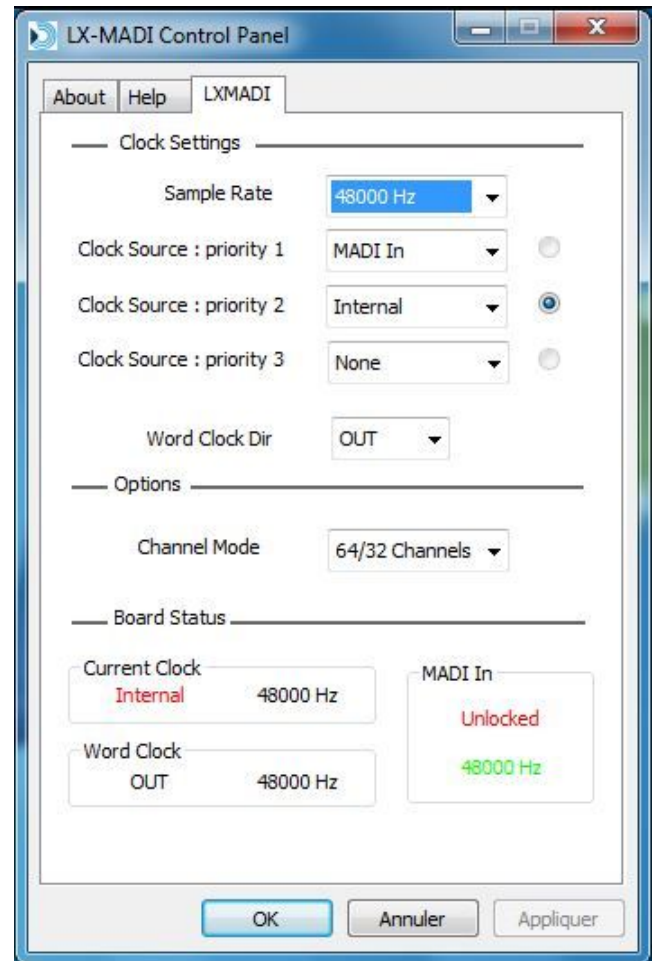 LX-MADI Control Panel
About Help LXMADI
Clock Settings
Sample Rate 48000 Hz
Clock Source : priority 1 MADI In
Clock Source : priority 2 Internal
Clock Source : priority 3 None
Word Clock Dir OUT
Options
Channel Mode 64/32 Channels
Board Status
Current Clock
Internal 48000 Hz
Word Clock
OUT 48000 Hz
MADI In
Unlocked
48000 Hz
OK Annuler Appliquer